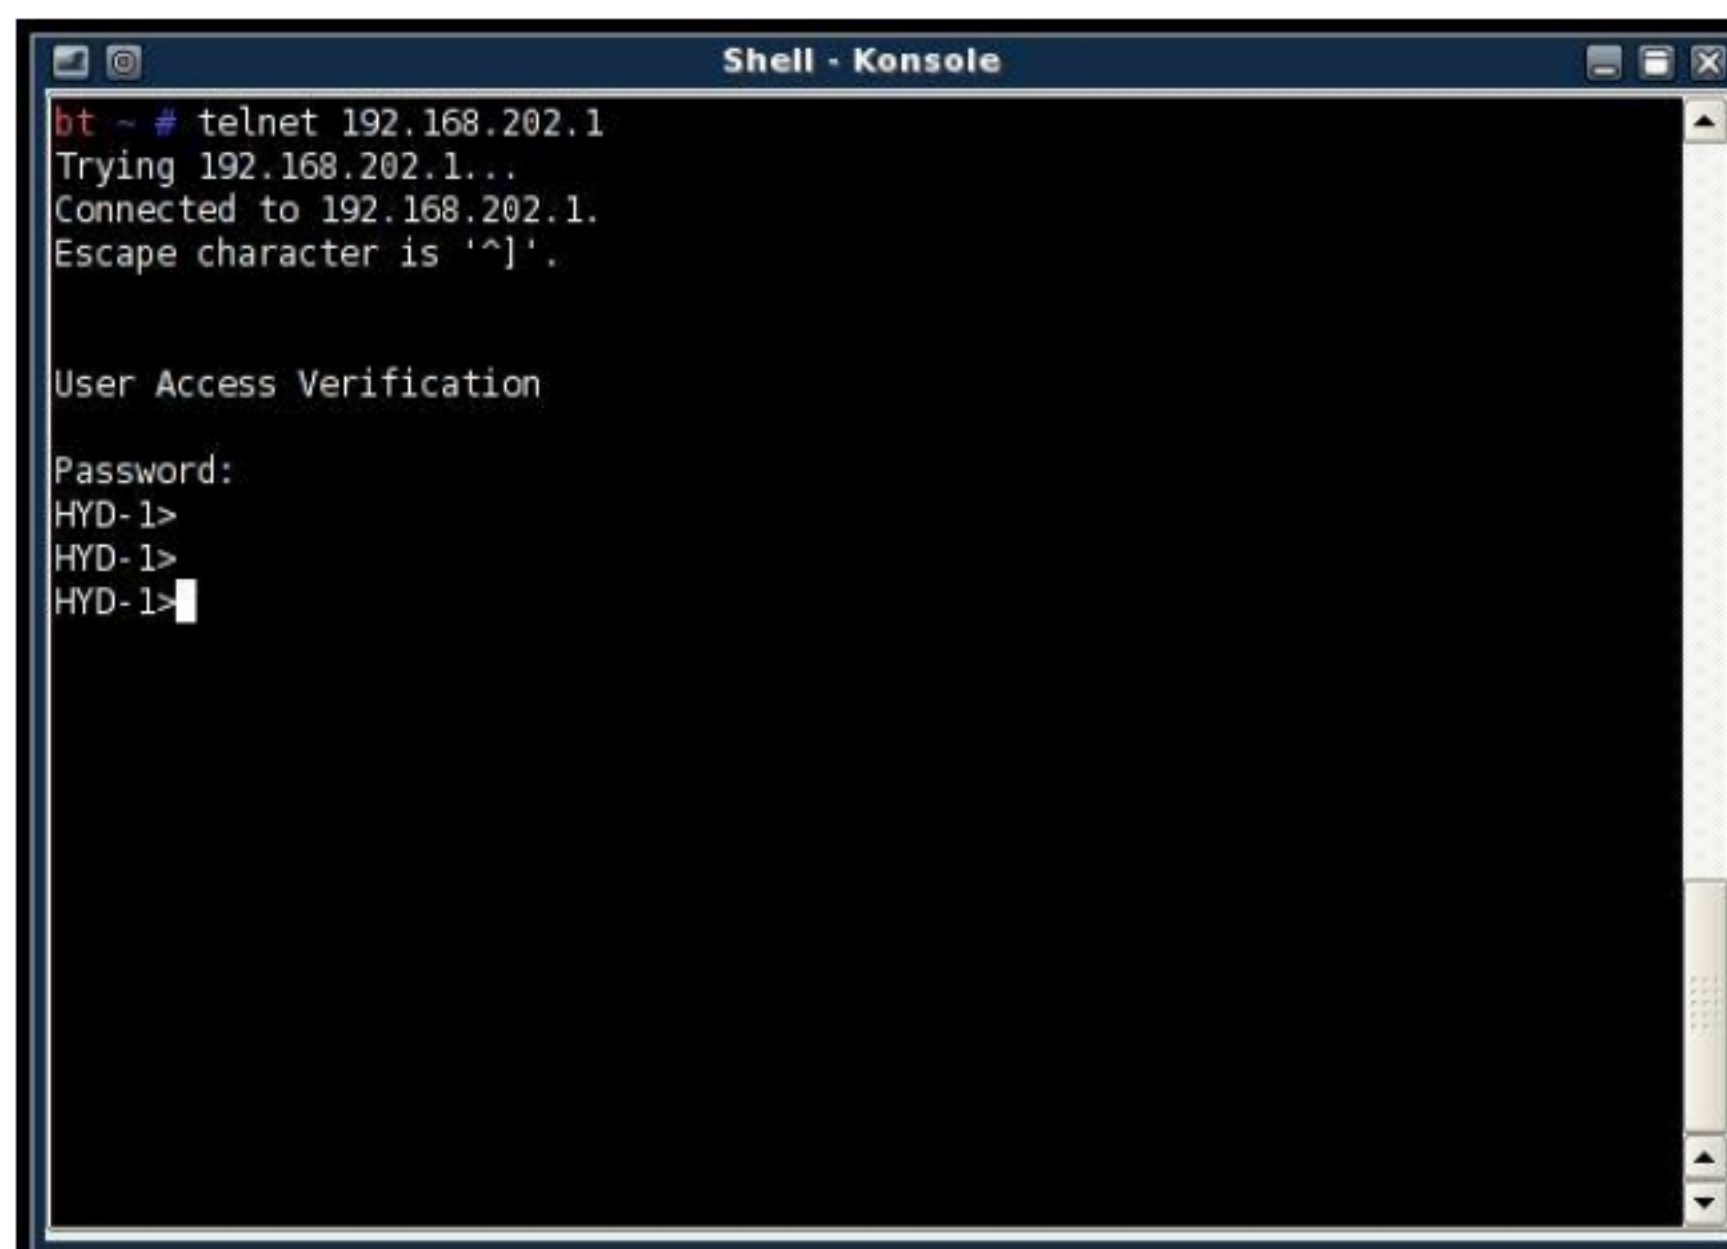 Shell - Konsole
bt ~ # telnet 192.168.202.1
Trying 192.168.202.1...
Connected to 192.168.202.1.
Escape character is '^]'.
User Access Verification
Password:
HYD-1>
HYD-1>
HYD-1>